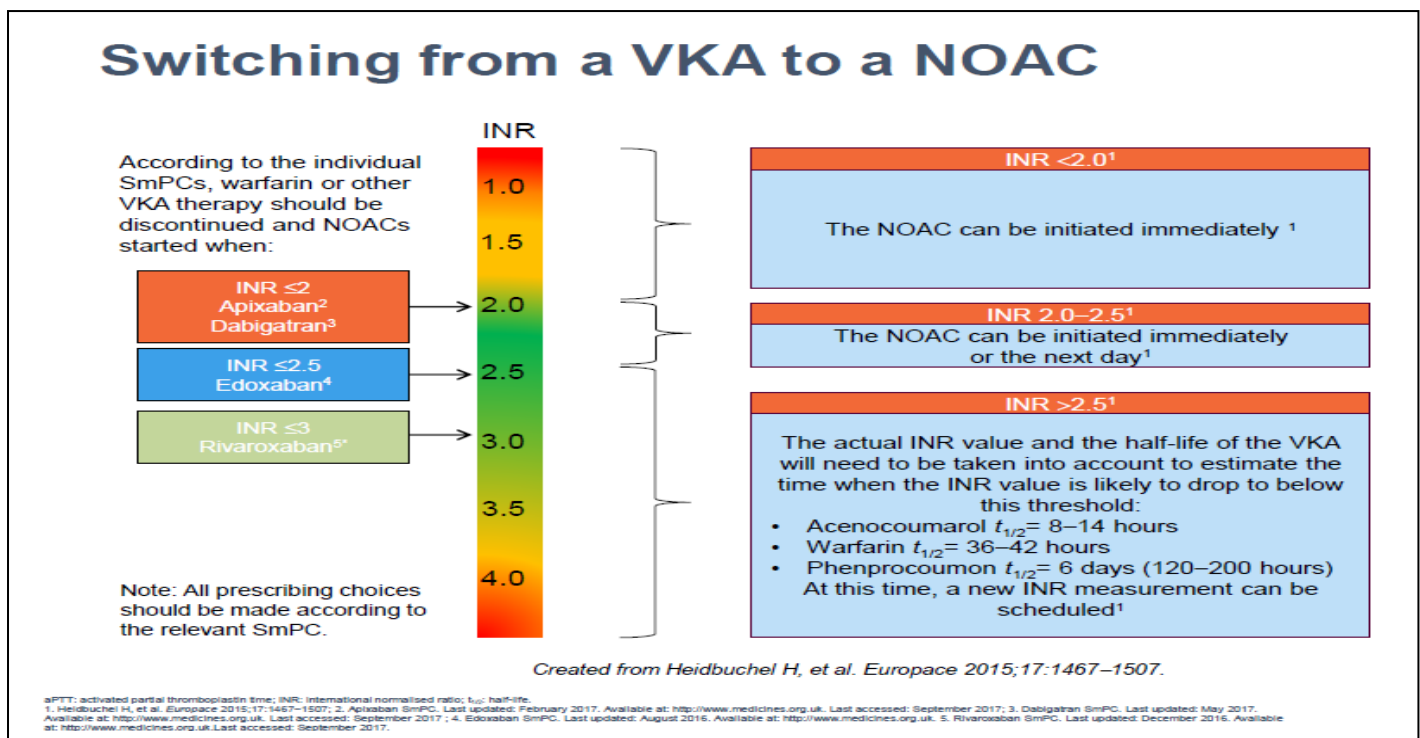 Switching from a VKA to a NOAC
According to the individual
SmPCs, warfarin or other
VKA therapy should be
discontinued and NOACs
started when:
INR ≤2
Apixaban²
Dabigatran³
INR ≤2.5
Edoxaban⁴
INR ≤3
Rivaroxaban⁵*
Note: All prescribing choices
should be made according to
the relevant SmPC.
INR
1.0
1.5
2.0
2.5
3.0
3.5
4.0
INR <2.0¹
The NOAC can be initiated immediately ¹
INR 2.0–2.5¹
The NOAC can be initiated immediately
or the next day¹
INR >2.5¹
The actual INR value and the half-life of the VKA
will need to be taken into account to estimate the
time when the INR value is likely to drop to below
this threshold:
• Acenocoumarol t1/2= 8–14 hours
• Warfarin t1/2= 36–42 hours
• Phenprocoumon t1/2= 6 days (120–200 hours)
At this time, a new INR measurement can be
scheduled¹
Created from Heidbuchel H, et al. Europace 2015;17:1467–1507.
aPTT: activated partial thromboplastin time; INR: international normalised ratio; t1/2: half-life.
1. Heidbuchel H, et al. Europace 2015;17:1467–1507; 2. Apixaban SmPC. Last updated: February 2017. Available at: http://www.medicines.org.uk. Last accessed: September 2017; 3. Dabigatran SmPC. Last updated: May 2017.
Available at: http://www.medicines.org.uk. Last accessed: September 2017 ; 4. Edoxaban SmPC. Last updated: August 2016. Available at: http://www.medicines.org.uk. 5. Rivaroxaban SmPC. Last updated: December 2016. Available
at: http://www.medicines.org.uk.Last accessed: September 2017.